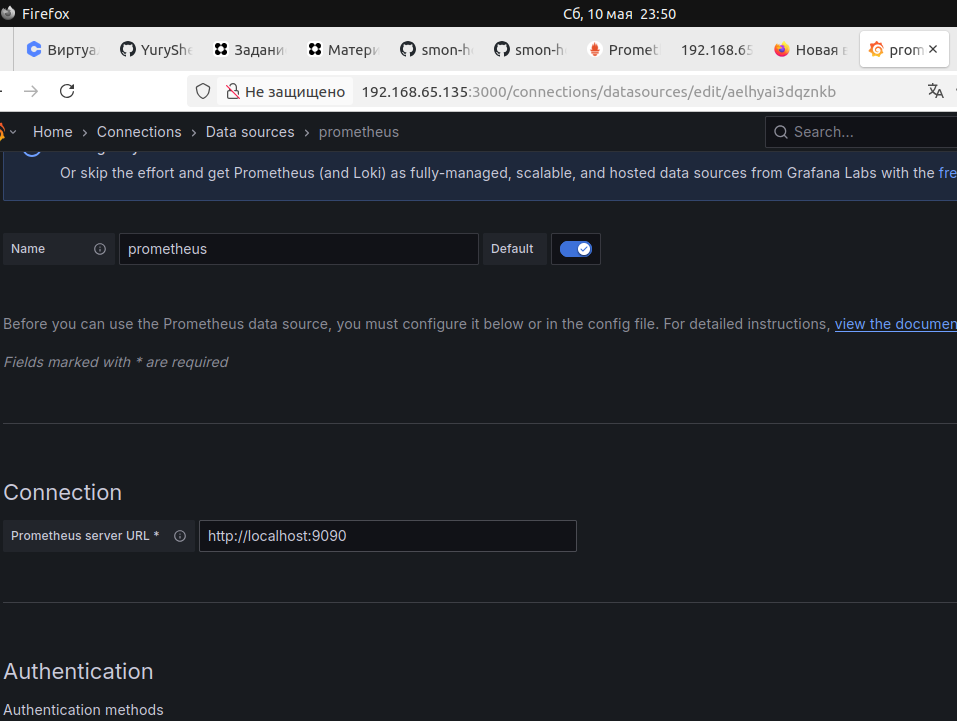 Firefox
Сб, 10 мая 23:50
Виртуа
YuryShe
Задани
Матери
smon-h
smon-h
Promet
192.168.65
Новая в
prom
Не защищено
192.168.65.135:3000/connections/datasources/edit/aelhyai3dqznkb
Home › Connections › Data sources › prometheus
Search...
Or skip the effort and get Prometheus (and Loki) as fully-managed, scalable, and hosted data sources from Grafana Labs with the fre
Name
prometheus
Default
Before you can use the Prometheus data source, you must configure it below or in the config file. For detailed instructions, view the documen
Fields marked with * are required
Connection
Prometheus server URL *
http://localhost:9090
Authentication
Authentication methods